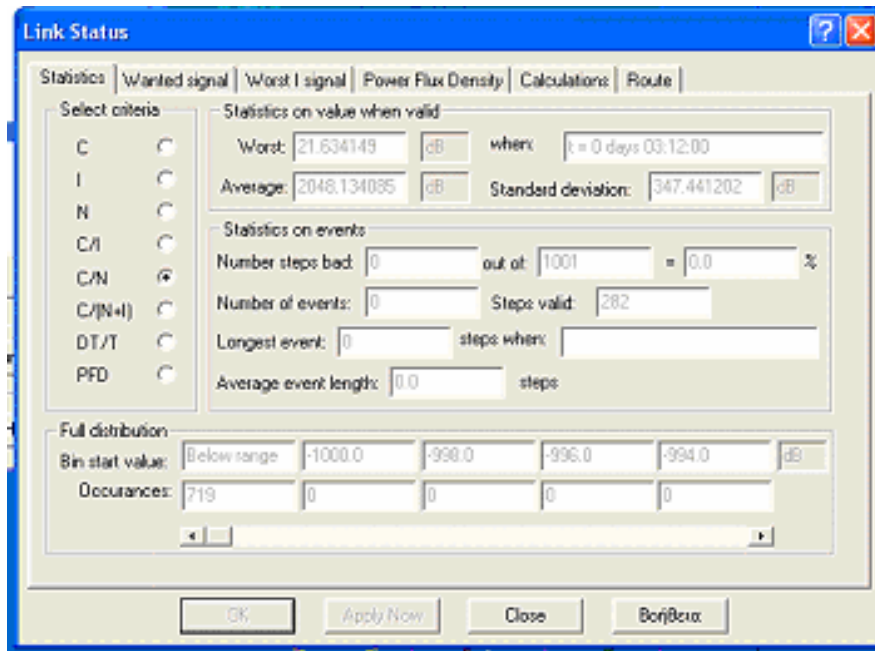 Link Status
Statistics Wanted signal Worst I signal Power Flux Density Calculations Route
Select criteria
C
I
N
C/I
C/N
C/(N+I)
DT/T
PFD
Statistics on value when valid
Worst: 21.634149 dB when: t = 0 days 03:12:00
Average: 2048.134085 dB Standard deviation: 347.441202 dB
Statistics on events
Number steps bad: 0 out of: 1001 = 0.0 %
Number of events: 0 Steps valid: 282
Longest event: 0 steps when:
Average event length: 0.0 steps
Full distribution
Bin start value: Below range -1000.0 -998.0 -996.0 -994.0 dB
Occurances: 719 0 0 0 0
OK Apply Now Close Βοήθεια